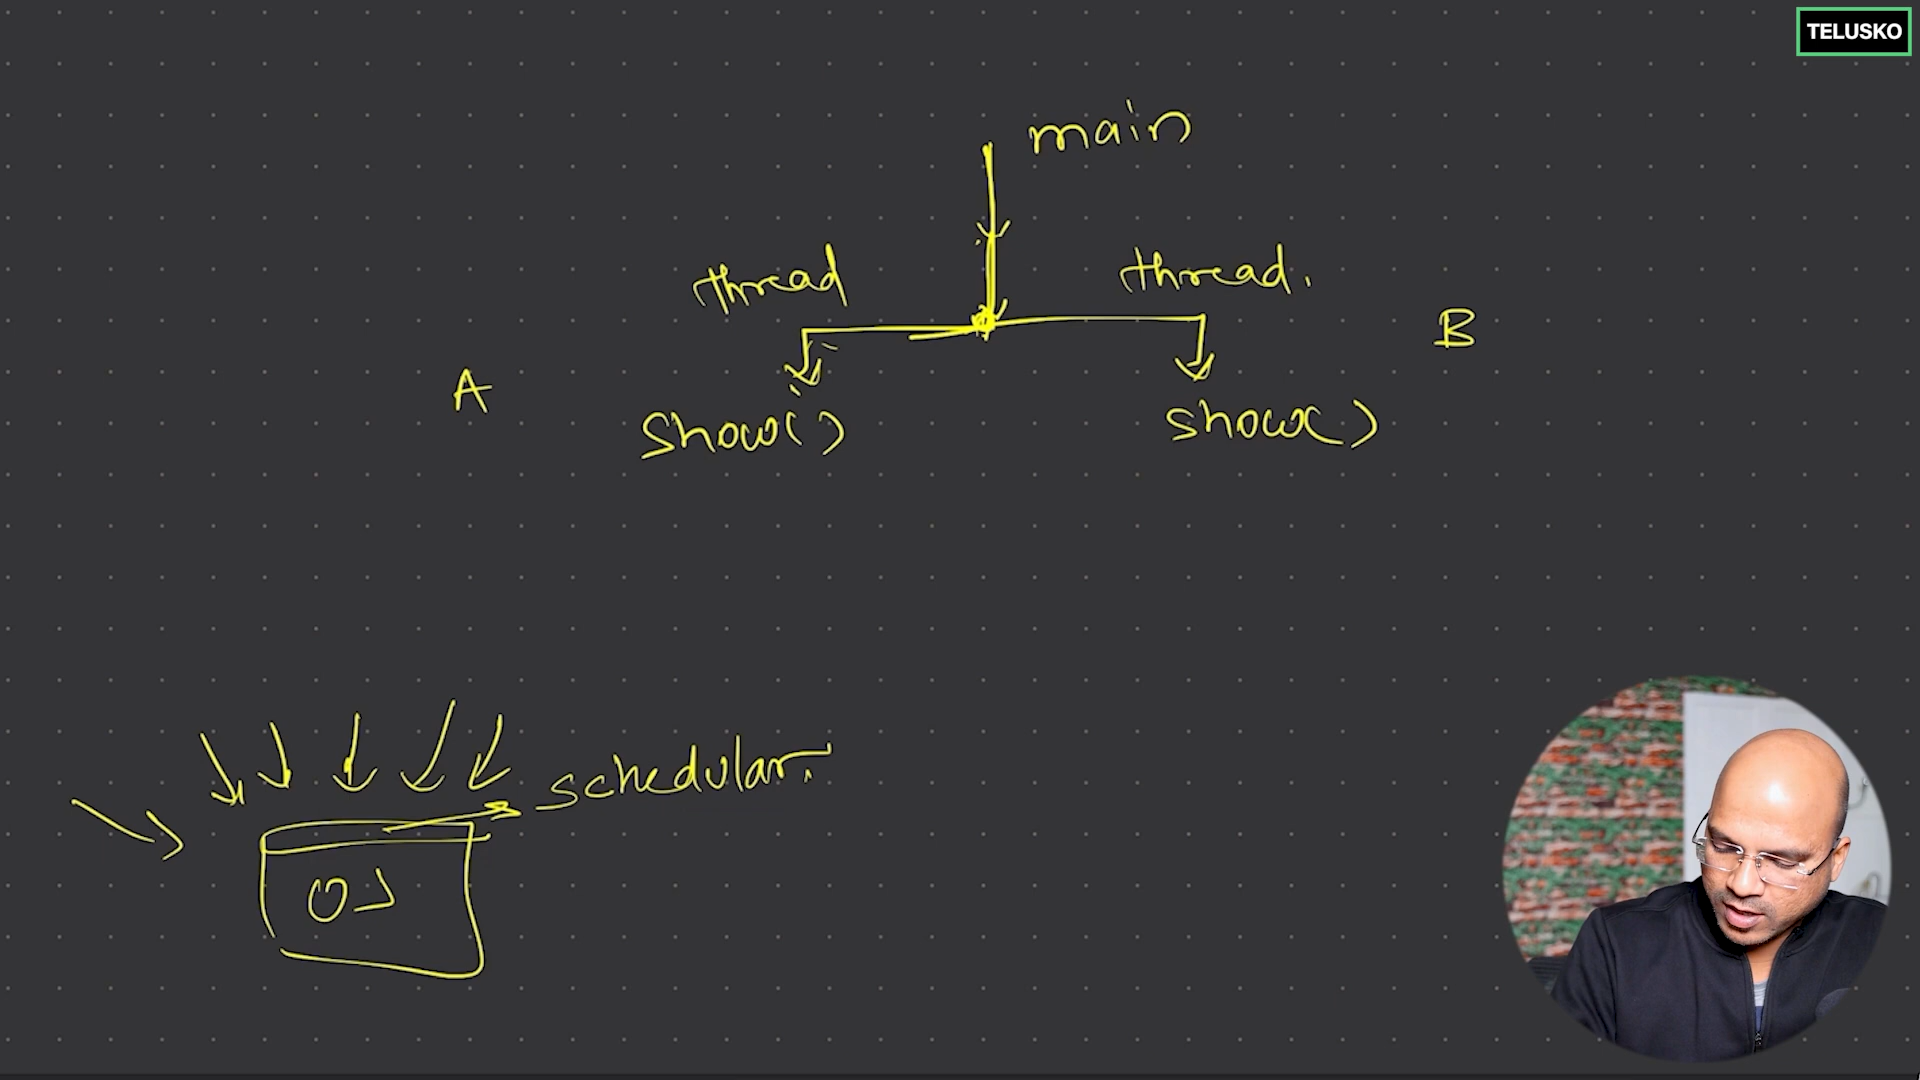 TELUSKO
main
thread
thread.
B
A
Show()
Show()
schedular.
OS